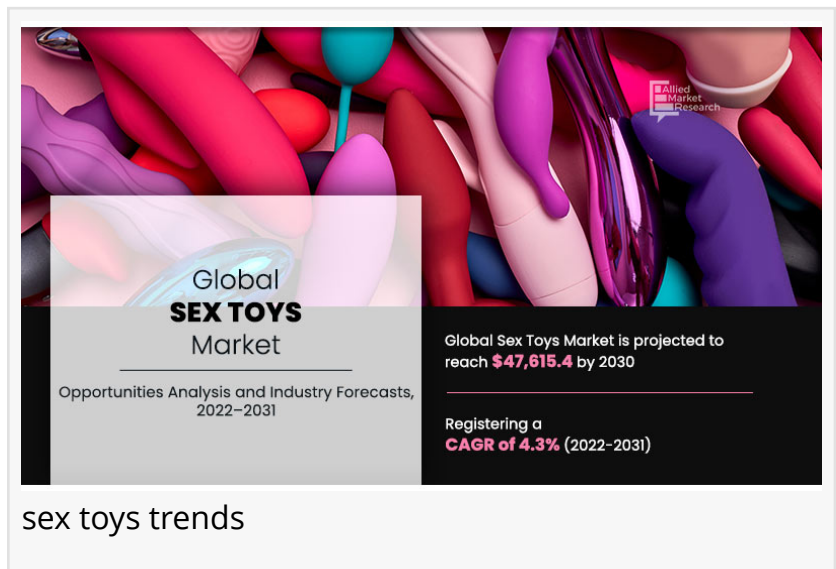 Allied
Market
Research
Global
SEX TOYS
Market
Opportunities Analysis and Industry Forecasts,
2022–2031
Global Sex Toys Market is projected to
reach $47,615.4 by 2030
Registering a
CAGR of 4.3% (2022-2031)
sex toys trends